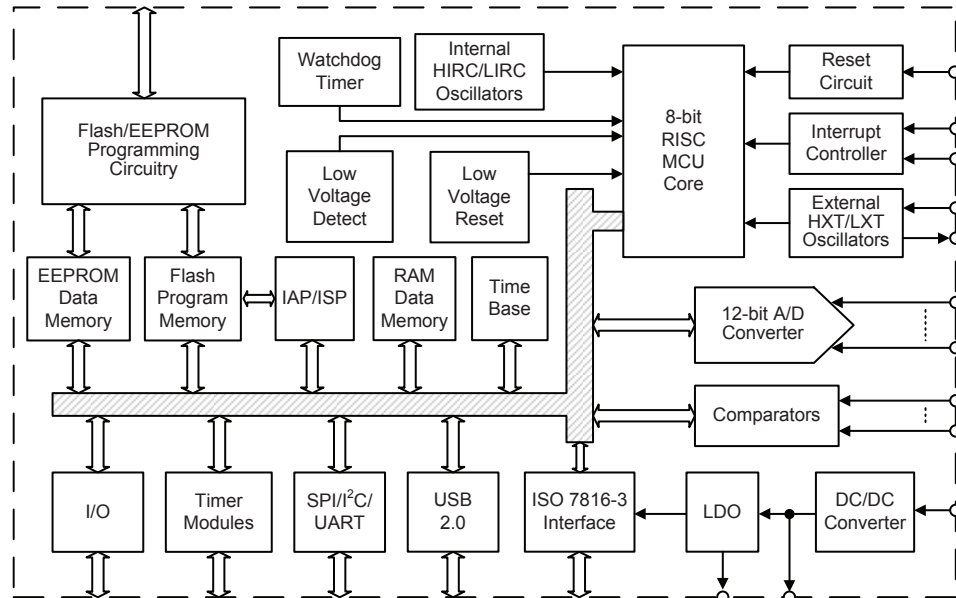 Watchdog
Timer
Internal
HIRC/LIRC
Oscillators
8-bit
RISC
MCU
Core
Reset
Circuit
Flash/EEPROM
Programming
Circuitry
Interrupt
Controller
Low
Voltage
Detect
Low
Voltage
Reset
External
HXT/LXT
Oscillators
EEPROM
Data
Memory
Flash
Program
Memory
IAP/ISP
RAM
Data
Memory
Time
Base
12-bit A/D
Converter
Comparators
I/O
Timer
Modules
SPI/I²C/
UART
USB
2.0
ISO 7816-3
Interface
LDO
DC/DC
Converter